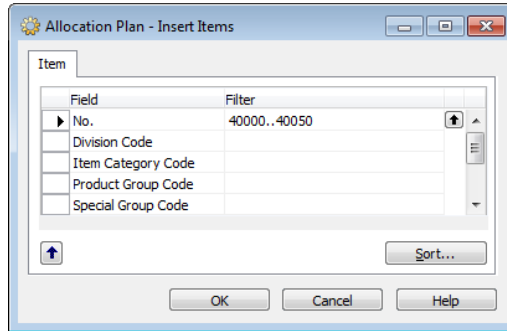 Allocation Plan - Insert Items
Item
Field Filter
No. 40000..40050
Division Code
Item Category Code
Product Group Code
Special Group Code
Sort...
OK Cancel Help